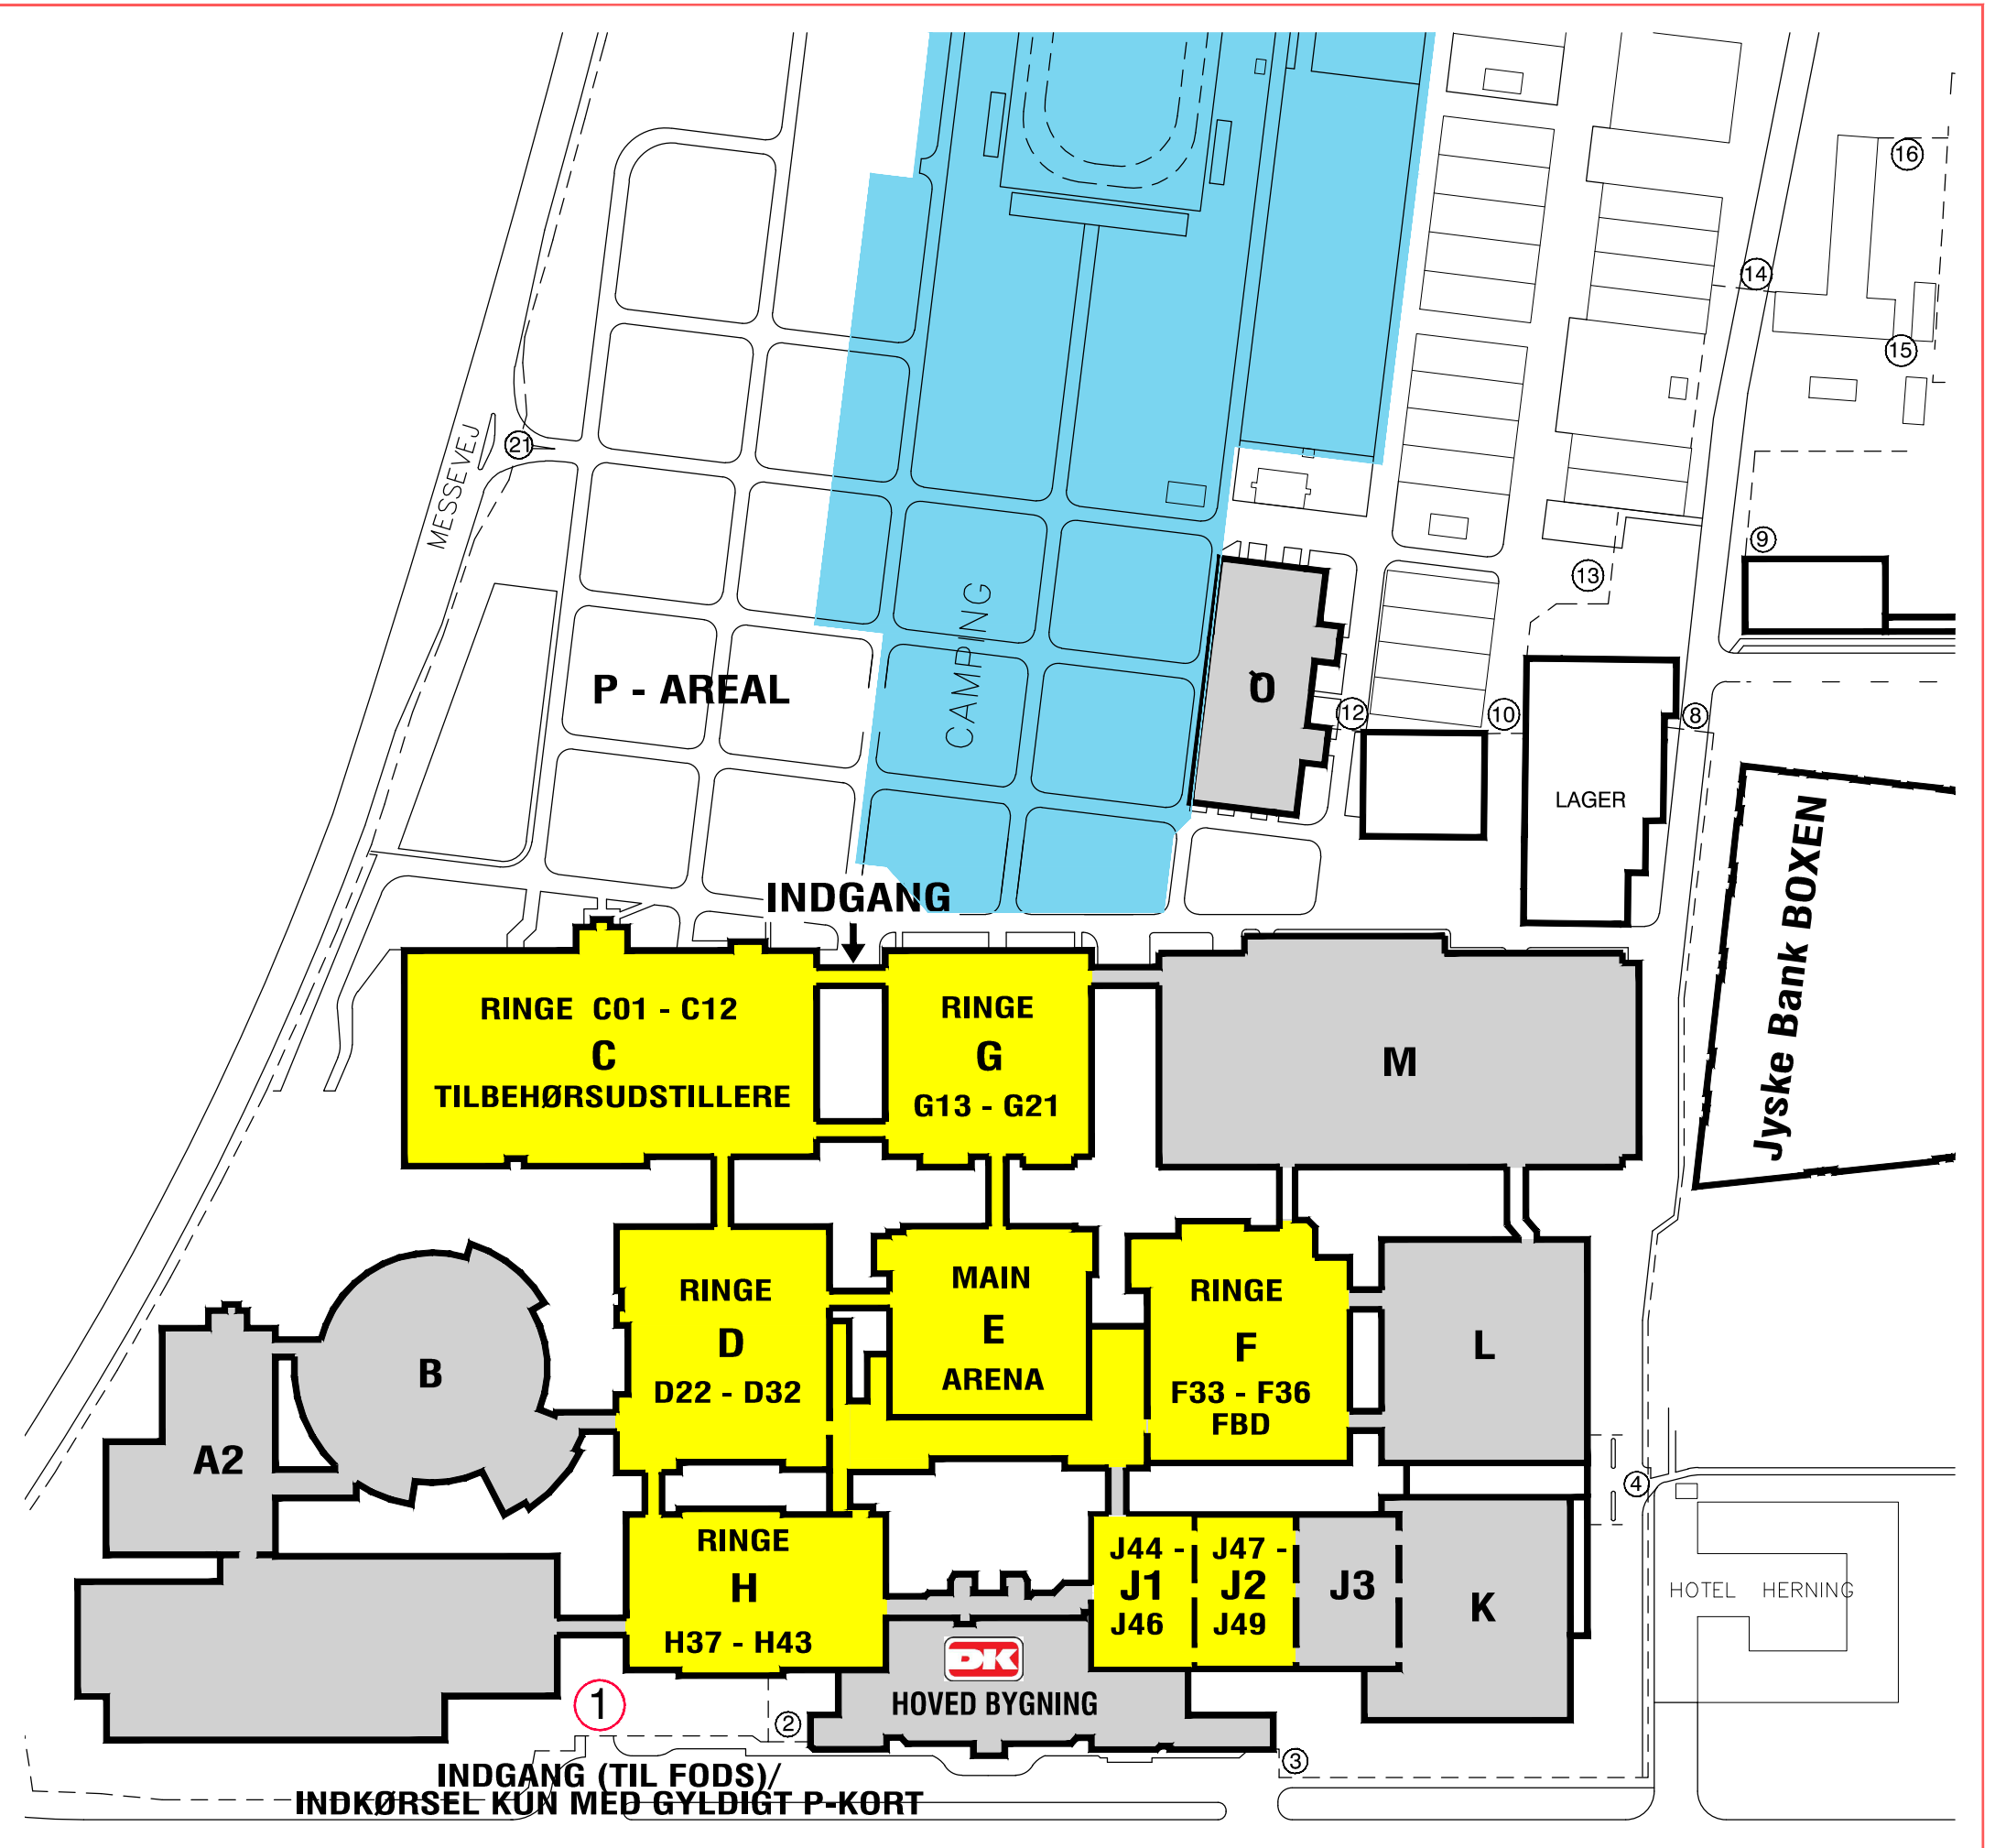 16
14
15
MESSEVEJ
21
9
13
CAMPING
P - AREAL
O
12
10
8
LAGER
Jyske Bank BOXEN
INDGANG
RINGE C01 - C12
C
TILBEHØRSUDSTILLERE
RINGE
G
G13 - G21
M
RINGE
D
D22 - D32
MAIN
E
ARENA
RINGE
F
F33 - F36
FBD
L
B
A2
4
RINGE
H
H37 - H43
J44 -
J1
J46
J47 -
J2
J49
J3
K
HOTEL HERNING
DK
HOVED BYGNING
1
2
3
INDGANG (TIL FODS)/
INDKØRSEL KUN MED GYLDIGT P-KORT